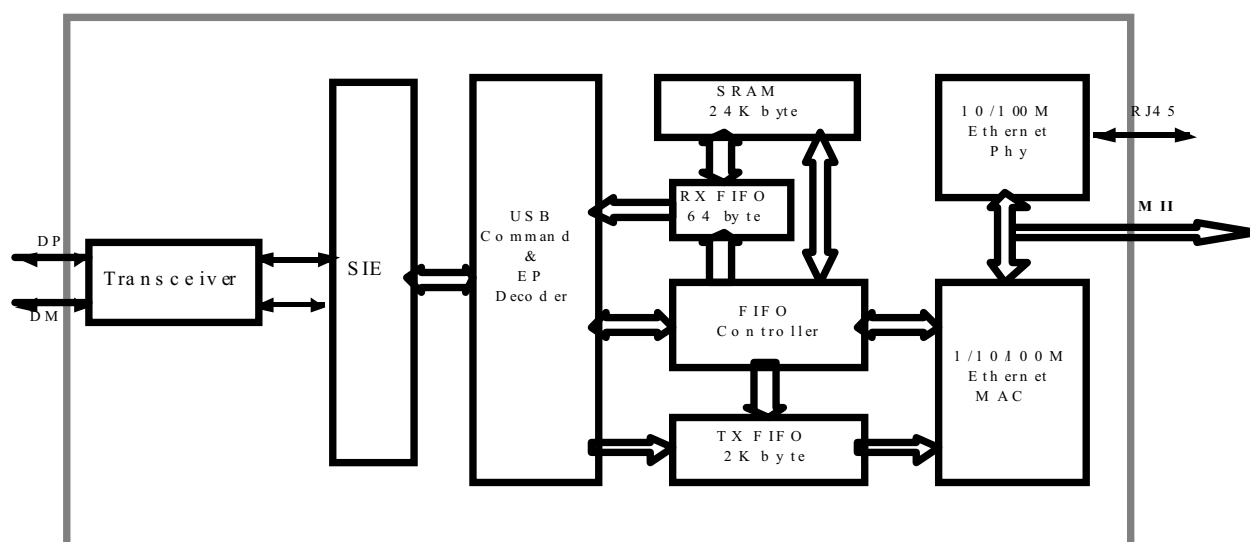 DP
DM
Transceiver
SIE
USB
Command
&
EP
Decoder
SRAM
24K byte
RX FIFO
64 byte
FIFO
Controller
TX FIFO
2K byte
10/100M
Ethernet
Phy
1/10/100M
Ethernet
MAC
RJ45
MII